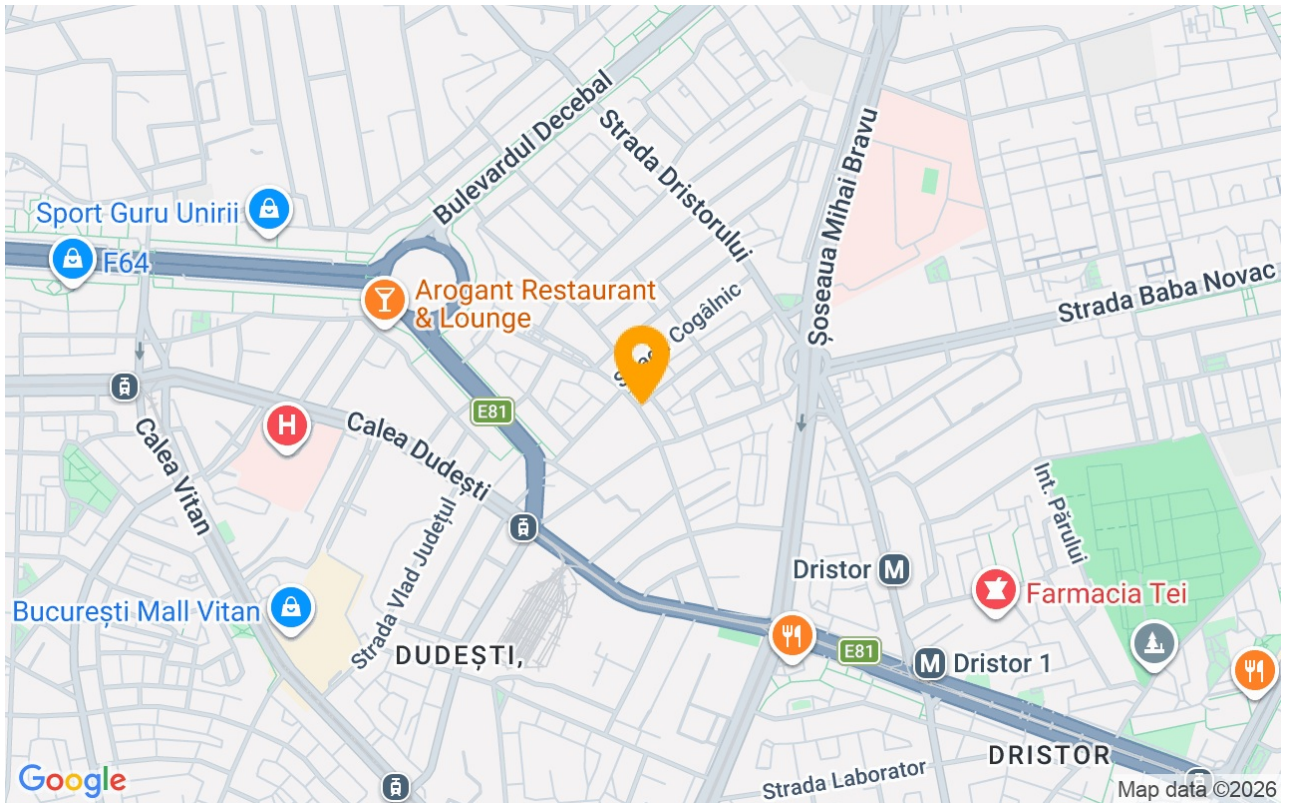 Bulevardul Decebal
Strada Dristorului
Șoseaua Mihai Bravu
Sport Guru Unirii
F64
Arogant Restaurant
& Lounge
Cogâlnic
Strada Baba Novac
E81
H
Calea Dudești
Calea Vitan
Strada Vlad Județul
Int. Părului
Dristor M
Farmacia Tei
București Mall Vitan
DUDEȘTI,
E81
M Dristor 1
DRISTOR
Strada Laborator
Google
Map data ©2026